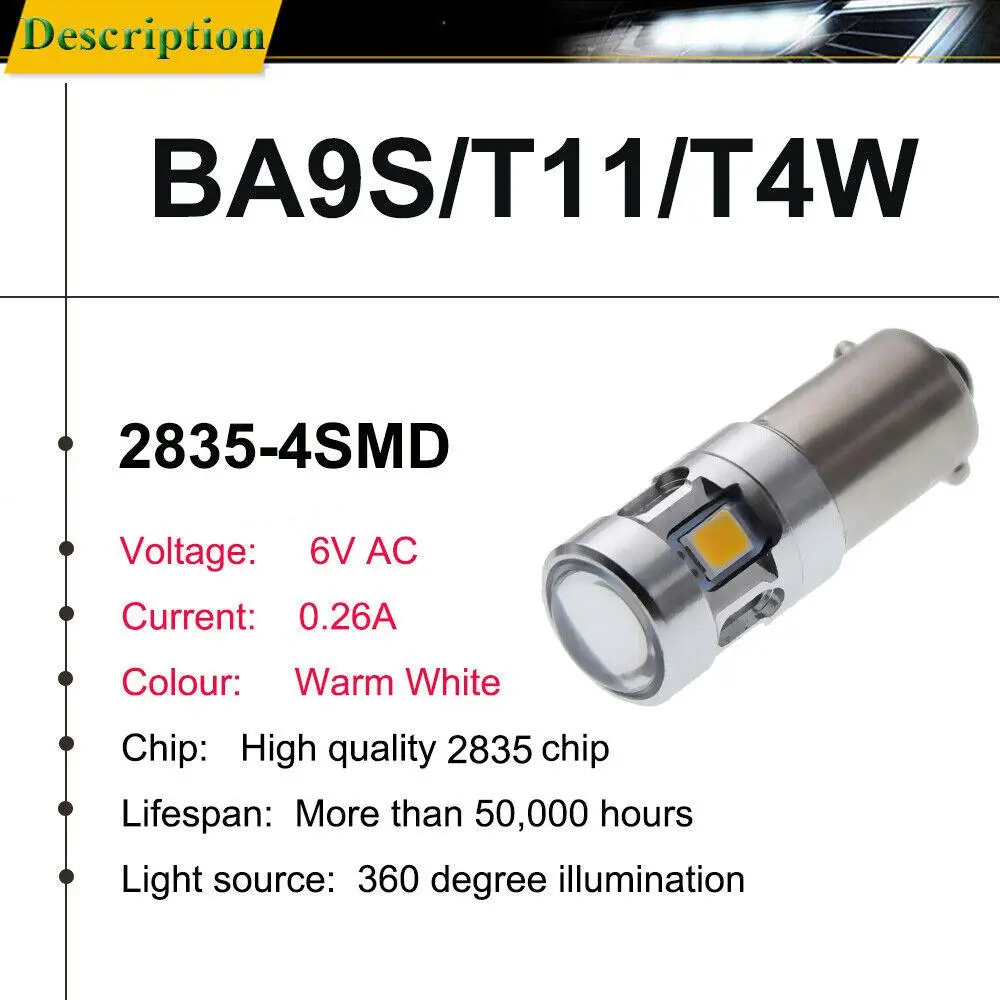 Description
BA9S/T11/T4W
2835-4SMD
Voltage: 6V AC
Current: 0.26A
Colour: Warm White
Chip: High quality 2835 chip
Lifespan: More than 50,000 hours
Light source: 360 degree illumination